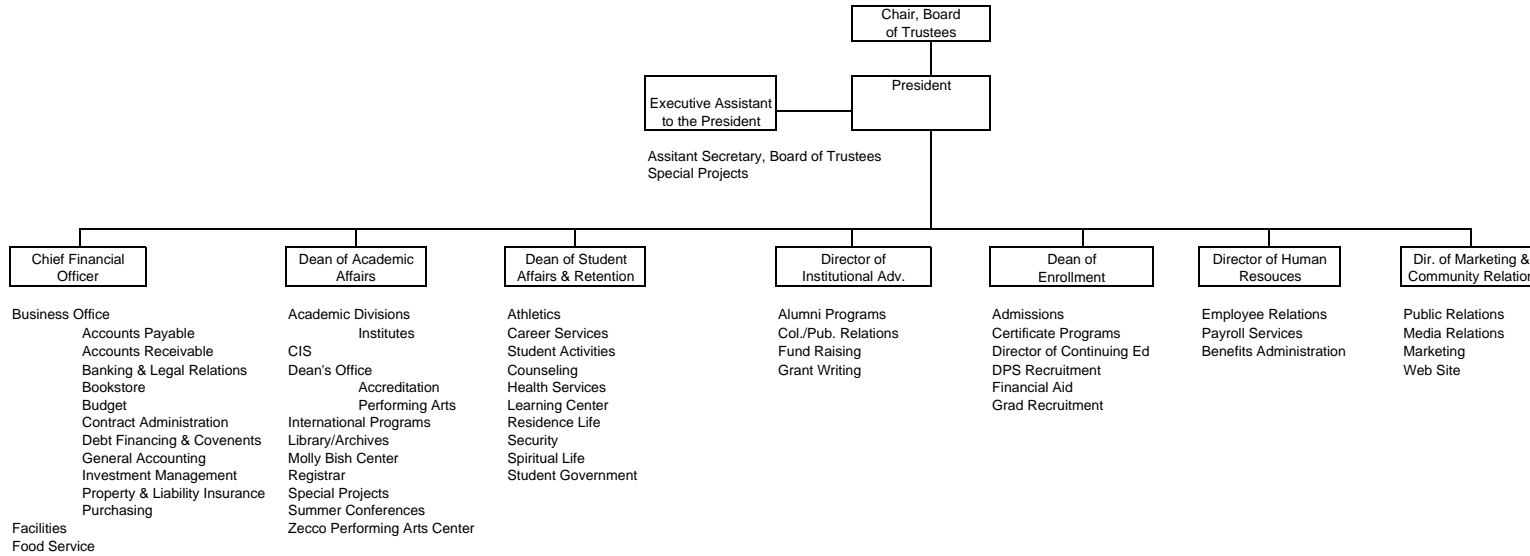 Chair, Board
of Trustees
President
Executive Assistant
to the President
Assitant Secretary, Board of Trustees
Special Projects
Chief Financial
Officer
Dean of Academic
Affairs
Dean of Student
Affairs & Retention
Director of
Institutional Adv.
Dean of
Enrollment
Director of Human
Resouces
Dir. of Marketing &
Community Relation
Business Office
Accounts Payable
Accounts Receivable
Banking & Legal Relations
Bookstore
Budget
Contract Administration
Debt Financing & Covenents
General Accounting
Investment Management
Property & Liability Insurance
Purchasing
Facilities
Food Service
Academic Divisions
Institutes
CIS
Dean's Office
Accreditation
Performing Arts
International Programs
Library/Archives
Molly Bish Center
Registrar
Special Projects
Summer Conferences
Zecco Performing Arts Center
Athletics
Career Services
Student Activities
Counseling
Health Services
Learning Center
Residence Life
Security
Spiritual Life
Student Government
Alumni Programs
Col./Pub. Relations
Fund Raising
Grant Writing
Admissions
Certificate Programs
Director of Continuing Ed
DPS Recruitment
Financial Aid
Grad Recruitment
Employee Relations
Payroll Services
Benefits Administration
Public Relations
Media Relations
Marketing
Web Site